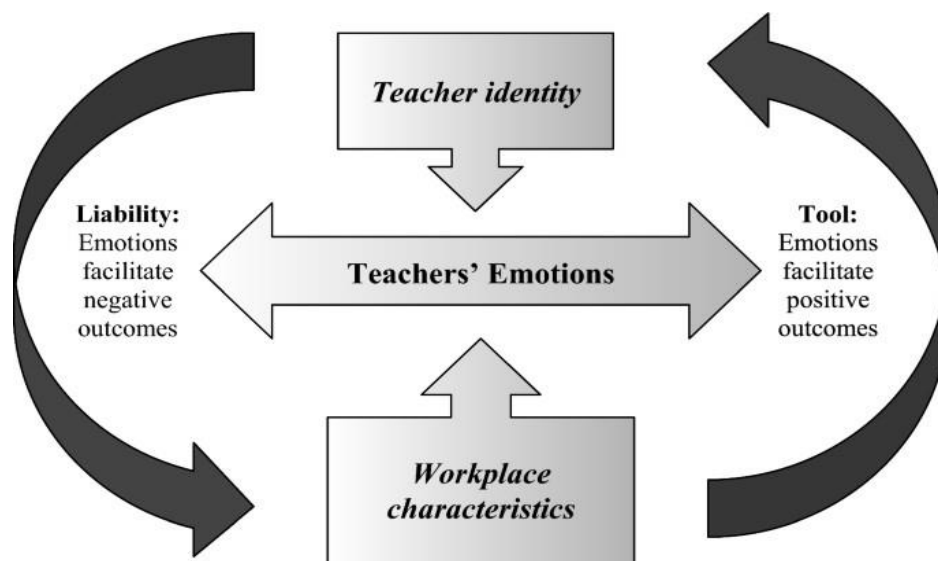 Teacher identity
Liability:
Emotions
facilitate
negative
outcomes
Teachers’ Emotions
Tool:
Emotions
facilitate
positive
outcomes
Workplace
characteristics